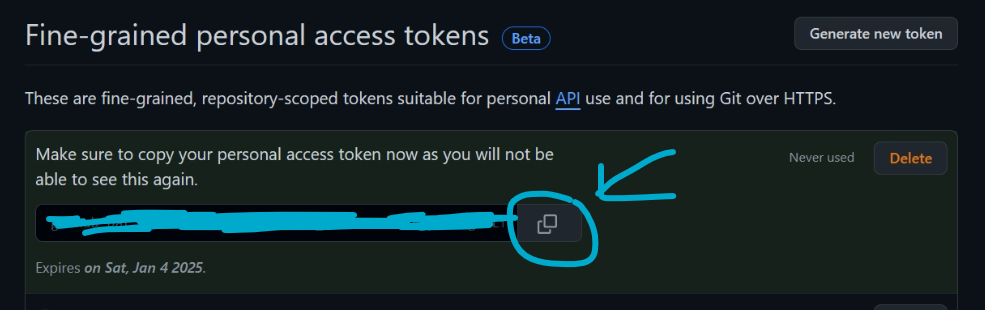 Fine-grained personal access tokens Beta Generate new token
These are fine-grained, repository-scoped tokens suitable for personal API use and for using Git over HTTPS.
Make sure to copy your personal access token now as you will not be
able to see this again.
Never used Delete
Expires on Sat, Jan 4 2025.